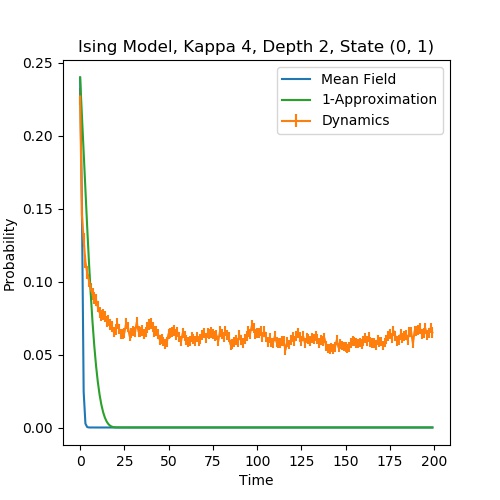 Ising Model, Kappa 4, Depth 2, State (0, 1)
Mean Field
1-Approximation
Dynamics
Probability
0.25
0.20
0.15
0.10
0.05
0.00
0 25 50 75 100 125 150 175 200
Time